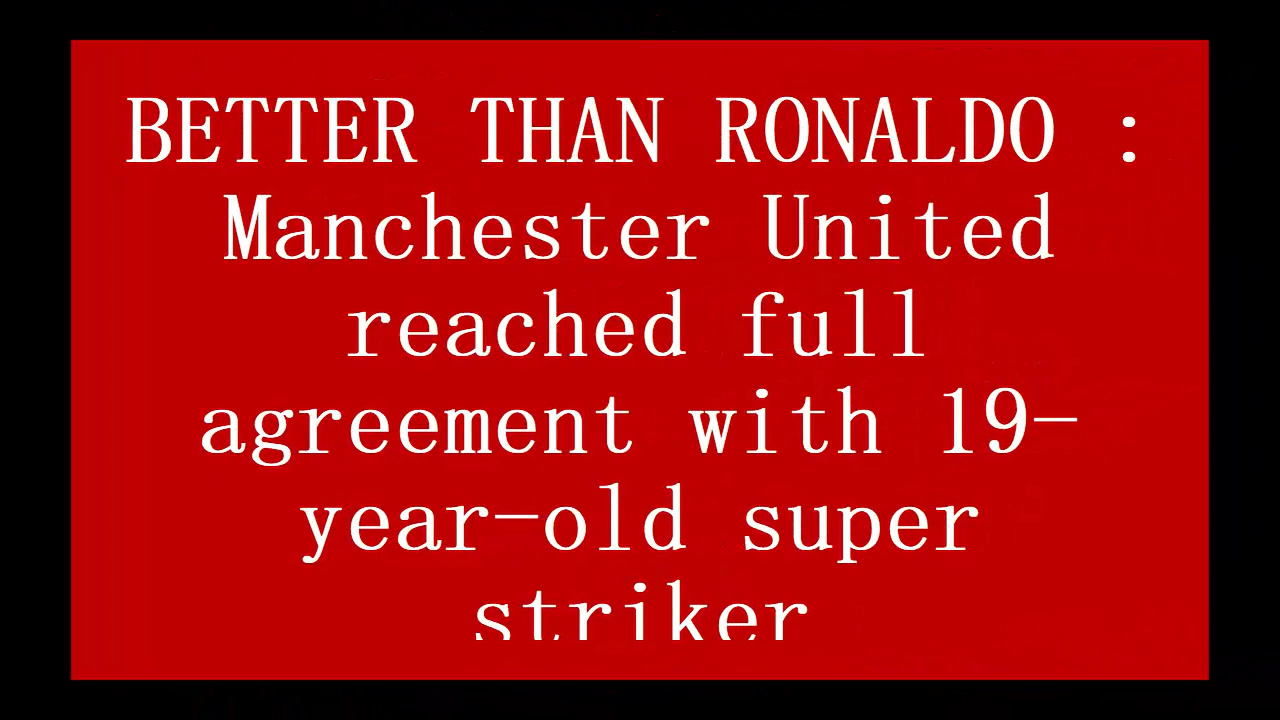 BETTER THAN RONALDO :
Manchester United
reached full
agreement with 19-
year-old super
striker